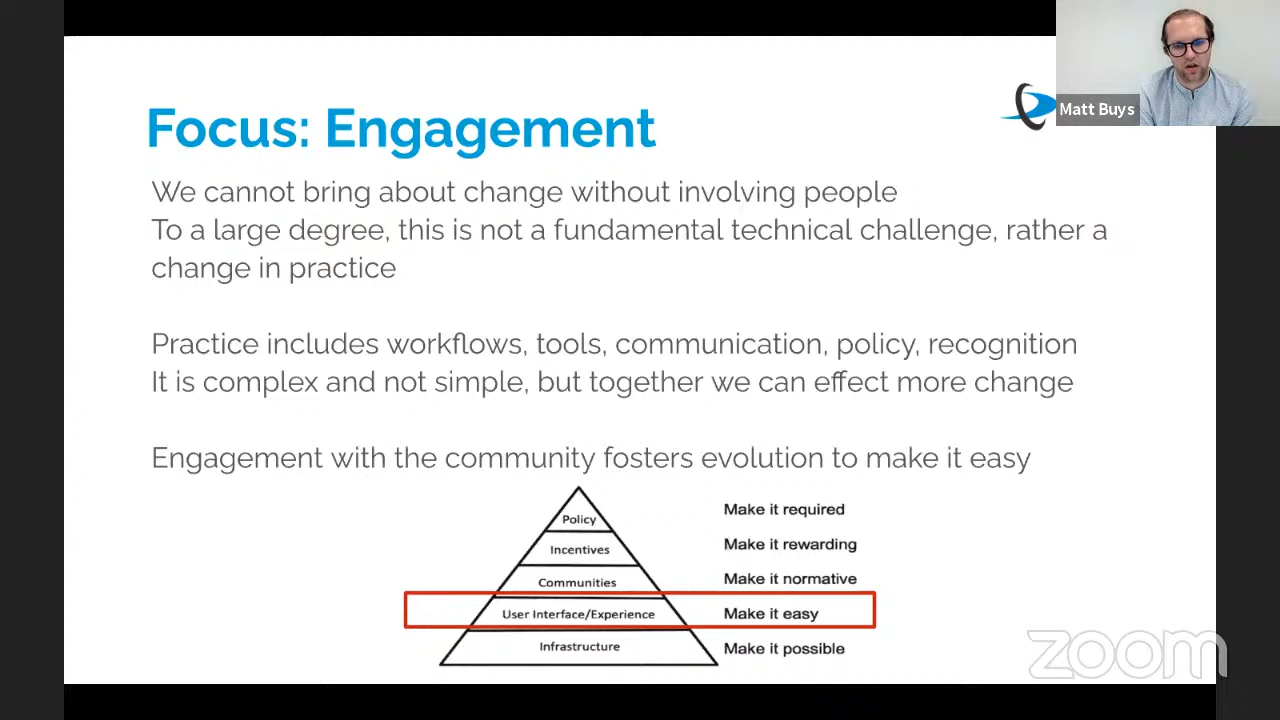 Focus: Engagement
Matt Buys
We cannot bring about change without involving people
To a large degree, this is not a fundamental technical challenge, rather a
change in practice
Practice includes workflows, tools, communication, policy, recognition
It is complex and not simple, but together we can effect more change
Engagement with the community fosters evolution to make it easy
Policy Make it required
Incentives Make it rewarding
Communities Make it normative
User Interface/Experience Make it easy
Infrastructure Make it possible
zoom